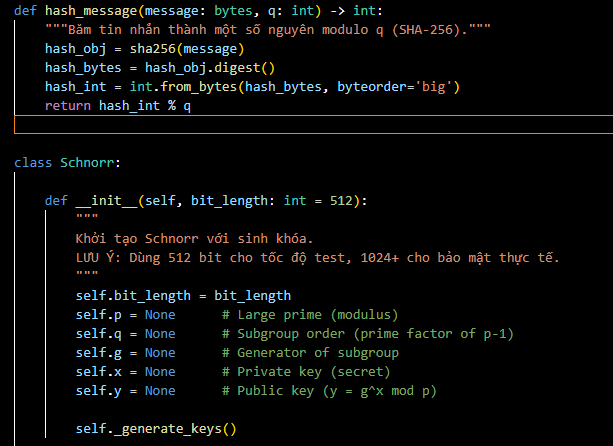 def hash_message(message: bytes, q: int) -> int:
    """Băm tin nhắn thành một số nguyên modulo q (SHA-256)."""
    hash_obj = sha256(message)
    hash_bytes = hash_obj.digest()
    hash_int = int.from_bytes(hash_bytes, byteorder='big')
    return hash_int % q
class Schnorr:
    def __init__(self, bit_length: int = 512):
        """
        Khởi tạo Schnorr với sinh khóa.
        LƯU Ý: Dùng 512 bit cho tốc độ test, 1024+ cho bảo mật thực tế.
        """
        self.bit_length = bit_length
        self.p = None      # Large prime (modulus)
        self.q = None      # Subgroup order (prime factor of p-1)
        self.g = None      # Generator of subgroup
        self.x = None      # Private key (secret)
        self.y = None      # Public key (y = g^x mod p)
        self._generate_keys()